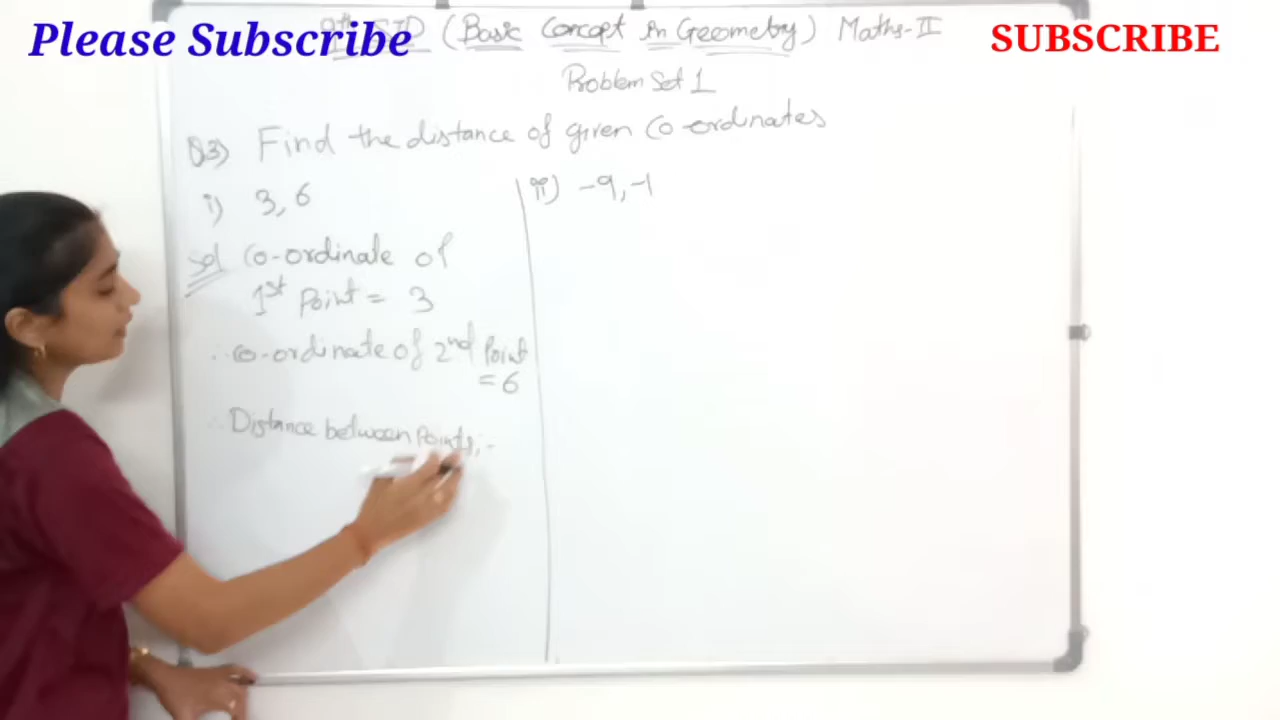 Please Subscribe
SUBSCRIBE
9th STD (Basic Concept in Geometry) Maths-II
Problem Set 1
Q3) Find the distance of given Co-ordinates
i) 3, 6
Sol Co-ordinate of
1st Point = 3
∴ Co-ordinate of 2nd Point
= 6
∴ Distance between Points,-
ii) -9, -1